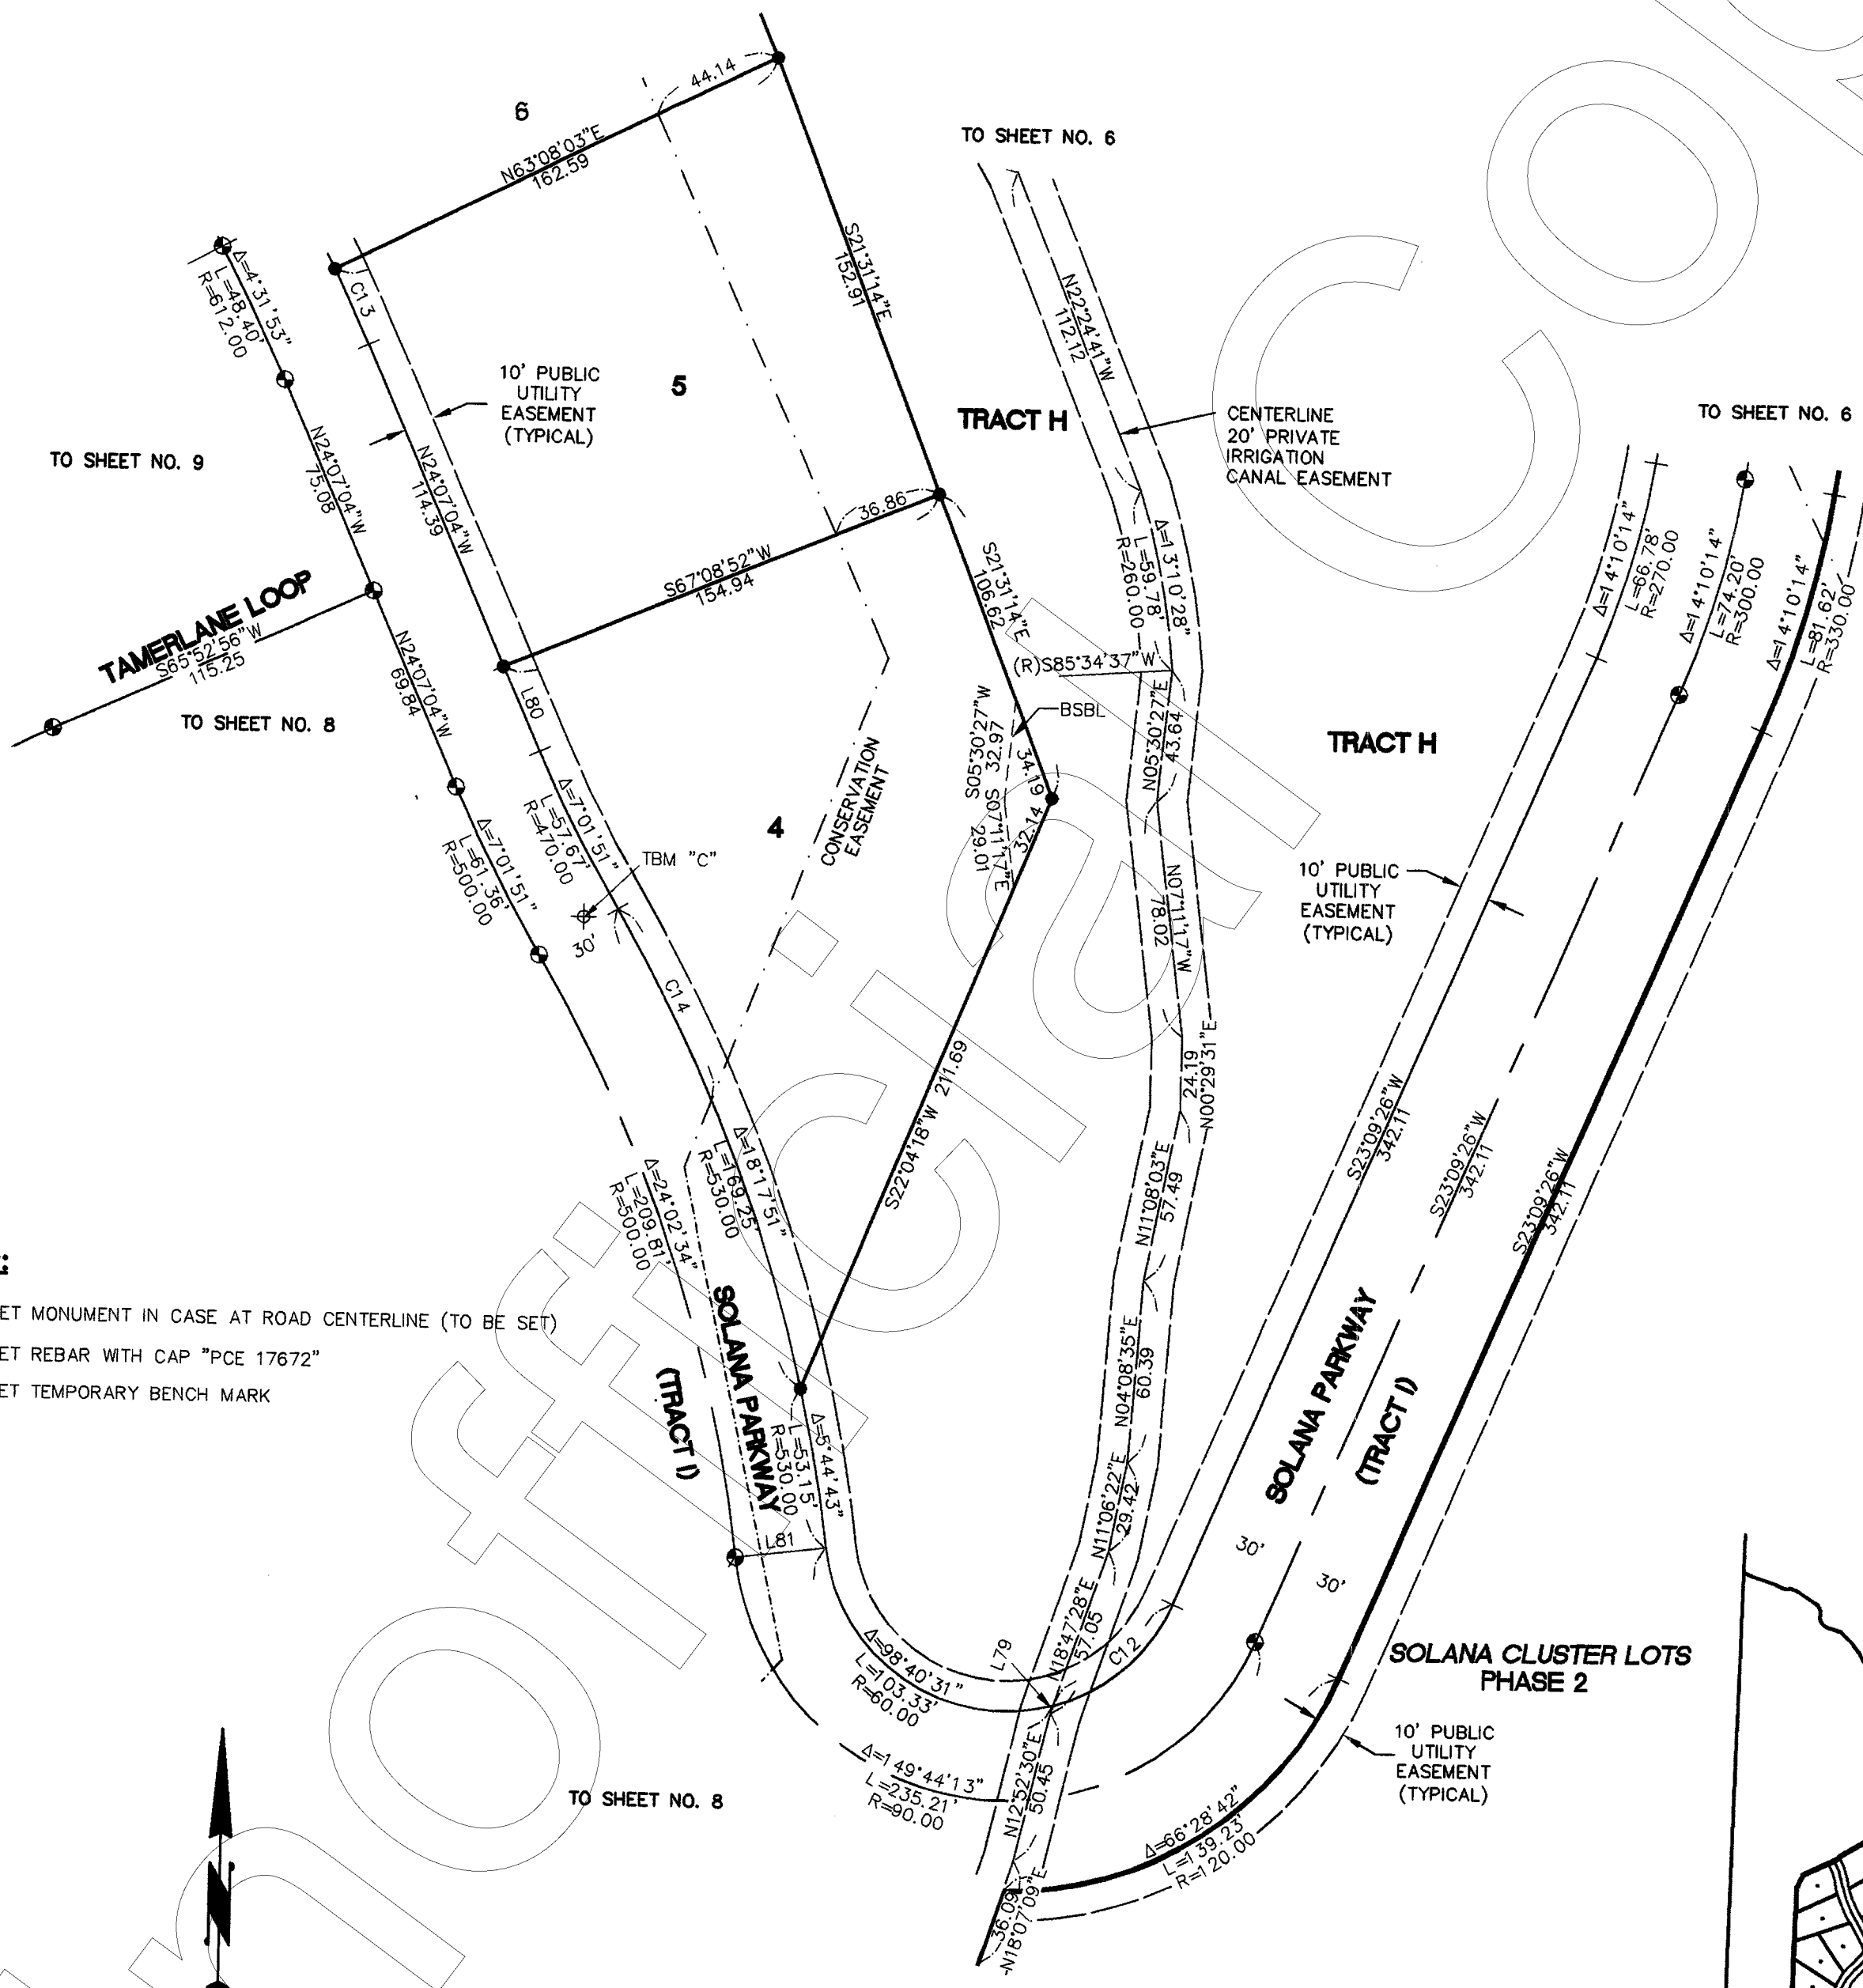 44.14
6
N63°08'03"E
162.59
TO SHEET NO. 6
S21°31'14"E
152.91
Δ=4°31'53"
L=48.40'
R=612.00
C13
10' PUBLIC
UTILITY
EASEMENT
(TYPICAL)
5
N22°24'41"W
112.12
TRACT H
CENTERLINE
20' PRIVATE
IRRIGATION
CANAL EASEMENT
TO SHEET NO. 6
TO SHEET NO. 9
N24°07'04"W
75.08
N24°07'04"W
114.39
36.86
S67°08'52"W
154.94
S21°31'14"E
106.62
Δ=13°10'28"
L=59.78'
R=260.00
Δ=14°10'14"
L=66.78'
R=270.00
Δ=14°10'14"
L=74.20'
R=300.00
Δ=14°10'14"
L=81.62'
R=330.00
TAMERLANE LOOP
S65°52'56"W
115.25
TO SHEET NO. 8
N24°07'04"W
69.84
L80
(R)S85°34'37"W
BSBL
S05°30'27"W
32.97
34.19
N05°30'27"E
43.64
TRACT H
CONSERVATION
EASEMENT
4
S07°11'17"E
29.01
32.14
Δ=7°01'51"
L=57.67'
R=470.00
Δ=7°01'51"
L=61.36'
R=500.00
TBM "C"
30'
N07°11'17"W
78.02
10' PUBLIC
UTILITY
EASEMENT
(TYPICAL)
C14
24.19
N00°29'31"E
S22°04'18"W 211.69
Δ=18°17'51"
L=169.25'
R=530.00
Δ=24°02'34"
L=209.81'
R=500.00
N11°08'03"E
57.49
S23°09'26"W
342.11
S23°09'26"W
342.11
S23°09'26"W
342.11
:
ET MONUMENT IN CASE AT ROAD CENTERLINE (TO BE SET)
ET REBAR WITH CAP "PCE 17672"
ET TEMPORARY BENCH MARK
SOLANA PARKWAY
(TRACT I)
N04°08'35"E
60.39
SOLANA PARKWAY
(TRACT I)
Δ=5°44'43"
L=53.15'
R=530.00
N11°06'22"E
29.42
L81
30'
30'
N18°47'28"E
57.05
L79
C12
Δ=98°40'31"
L=103.33'
R=60.00
SOLANA CLUSTER LOTS
PHASE 2
10' PUBLIC
UTILITY
EASEMENT
(TYPICAL)
Δ=149°44'13"
L=235.21'
R=90.00
N12°52'30"E
50.45
TO SHEET NO. 8
Δ=66°28'42"
L=139.23'
R=120.00
36.09
N18°07'09"E
N
Unofficial Cop